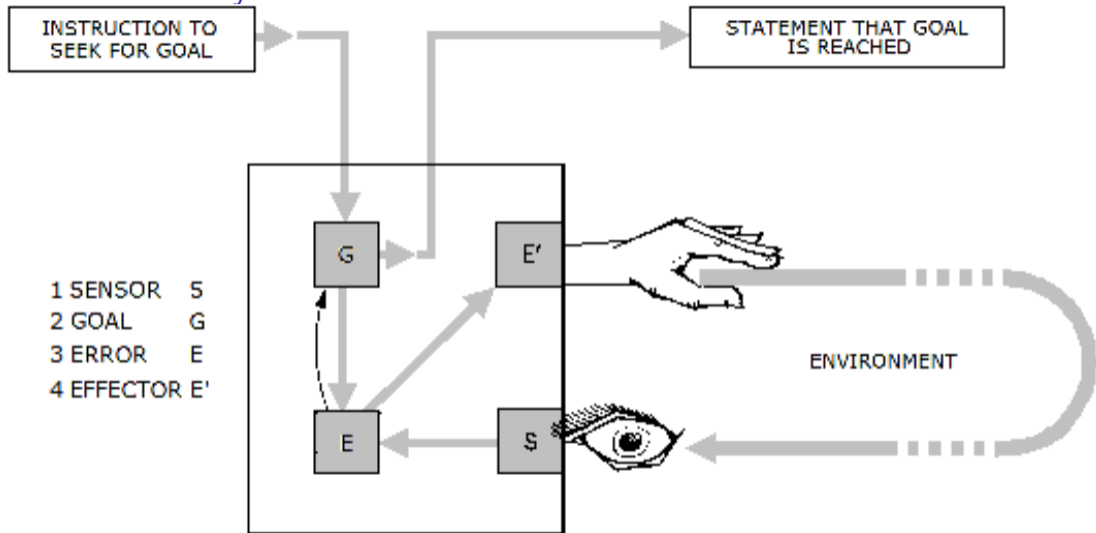 INSTRUCTION TO
SEEK FOR GOAL
STATEMENT THAT GOAL
IS REACHED
G
E'
1 SENSOR S
2 GOAL G
3 ERROR E
4 EFFECTOR E'
ENVIRONMENT
E
S